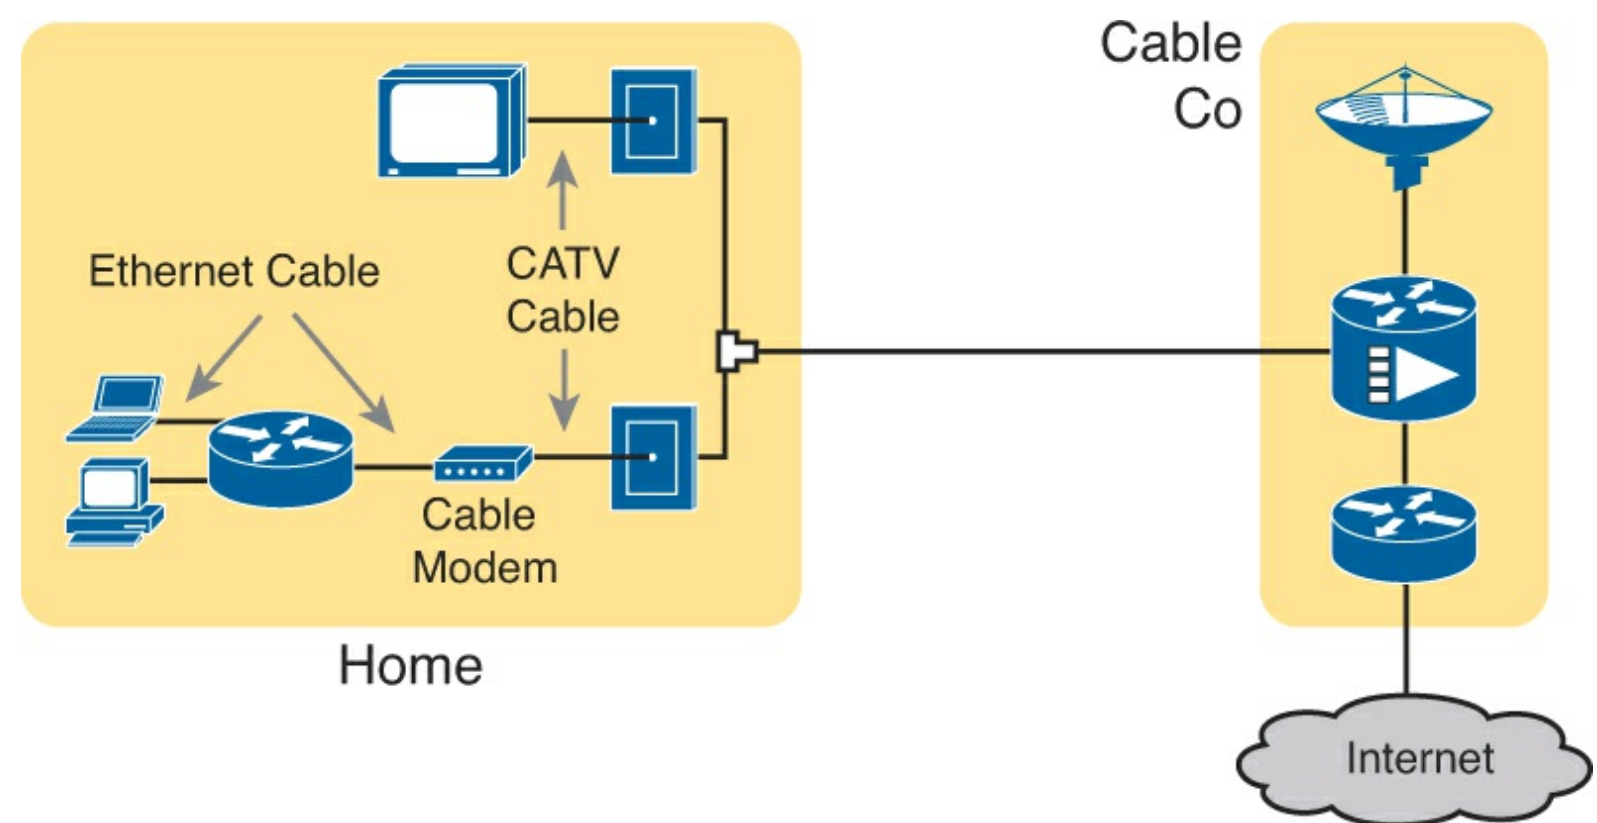 Cable
Co
Ethernet Cable
CATV
Cable
Cable
Modem
Home
Internet